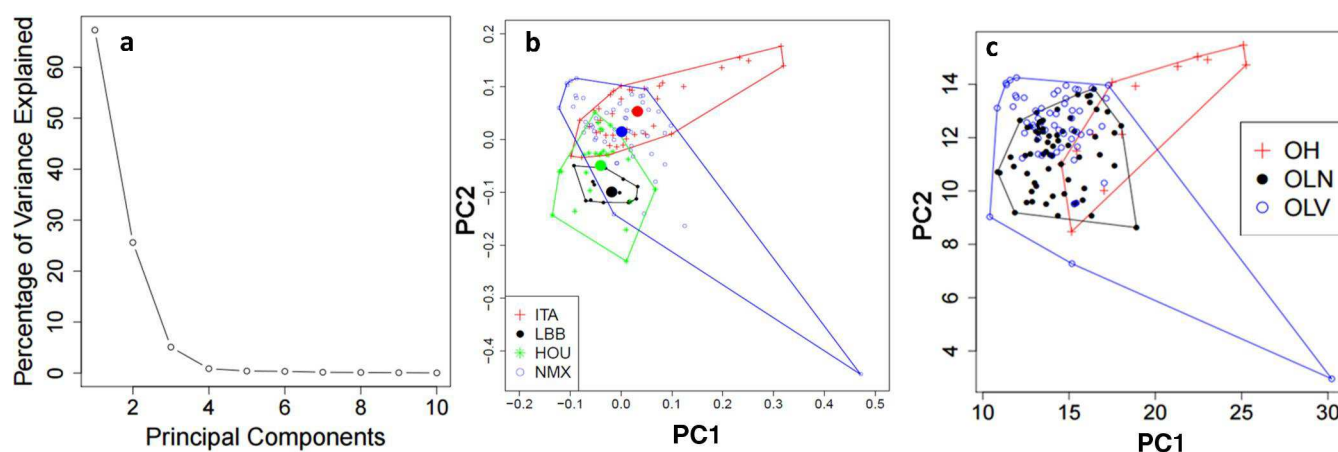 a
Percentage of Variance Explained
60
50
40
30
20
10
0
2
4
6
8
10
Principal Components
b
PC2
0.2
0.1
0.0
−0.1
−0.2
−0.3
−0.4
ITA
LBB
HOU
NMX
−0.2
−0.1
0.0
0.1
0.2
0.3
0.4
0.5
PC1
c
PC2
14
12
10
8
6
4
10
15
20
25
30
PC1
OH
OLN
OLV